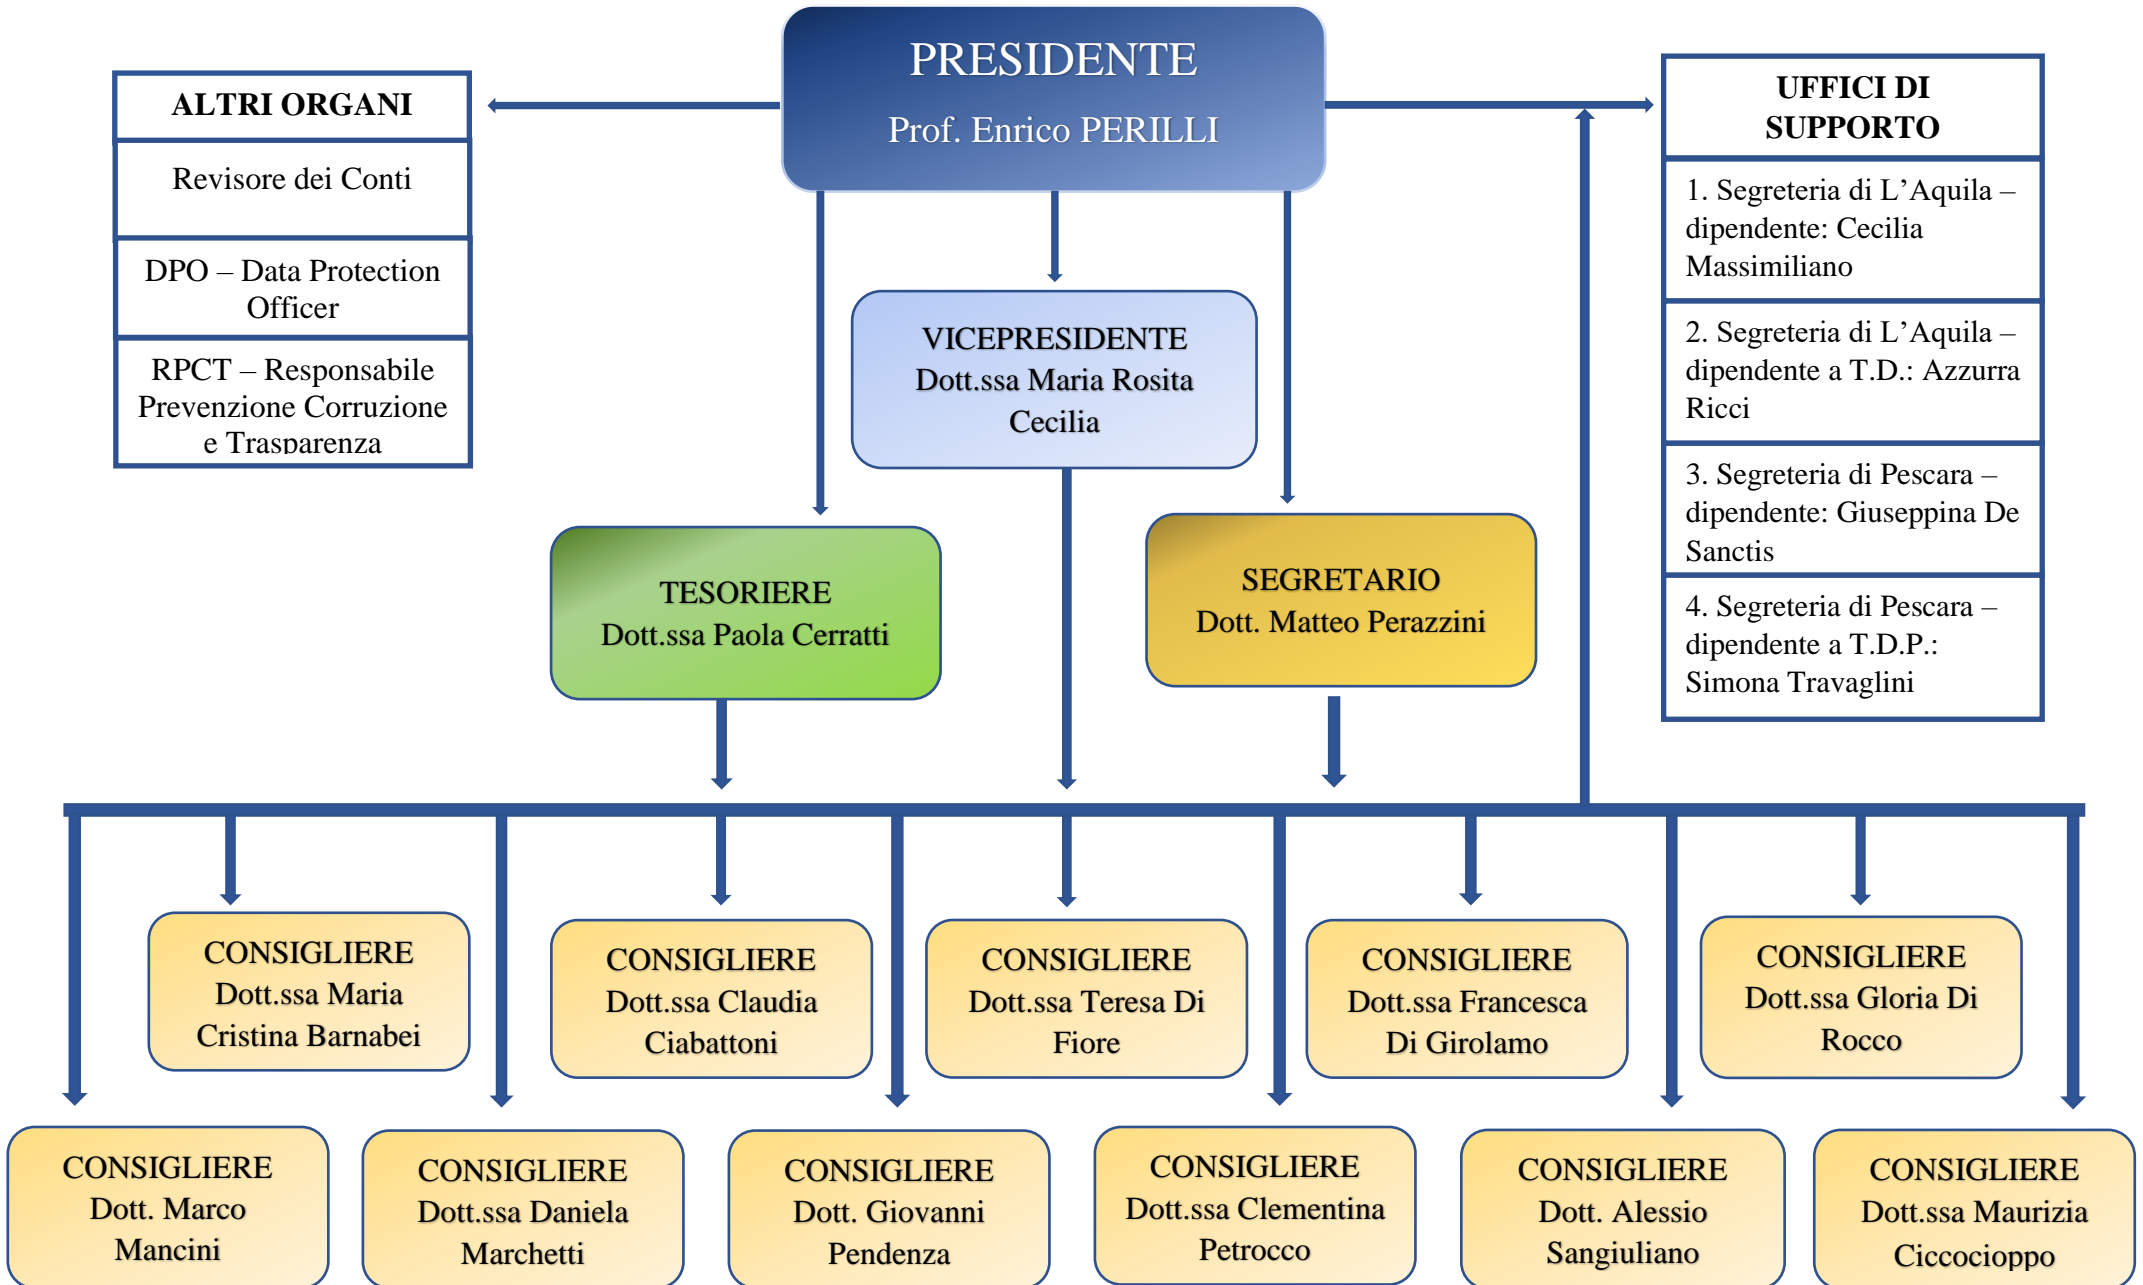 PRESIDENTE
Prof. Enrico PERILLI
ALTRI ORGANI
Revisore dei Conti
DPO – Data Protection
Officer
RPCT – Responsabile
Prevenzione Corruzione
e Trasparenza
UFFICI DI
SUPPORTO
1. Segreteria di L’Aquila –
dipendente: Cecilia
Massimiliano
2. Segreteria di L’Aquila –
dipendente a T.D.: Azzurra
Ricci
3. Segreteria di Pescara –
dipendente: Giuseppina De
Sanctis
4. Segreteria di Pescara –
dipendente a T.D.P.:
Simona Travaglini
VICEPRESIDENTE
Dott.ssa Maria Rosita
Cecilia
TESORIERE
Dott.ssa Paola Cerratti
SEGRETARIO
Dott. Matteo Perazzini
CONSIGLIERE
Dott.ssa Maria
Cristina Barnabei
CONSIGLIERE
Dott.ssa Claudia
Ciabattoni
CONSIGLIERE
Dott.ssa Teresa Di
Fiore
CONSIGLIERE
Dott.ssa Francesca
Di Girolamo
CONSIGLIERE
Dott.ssa Gloria Di
Rocco
CONSIGLIERE
Dott. Marco
Mancini
CONSIGLIERE
Dott.ssa Daniela
Marchetti
CONSIGLIERE
Dott. Giovanni
Pendenza
CONSIGLIERE
Dott.ssa Clementina
Petrocco
CONSIGLIERE
Dott. Alessio
Sangiuliano
CONSIGLIERE
Dott.ssa Maurizia
Ciccocioppo